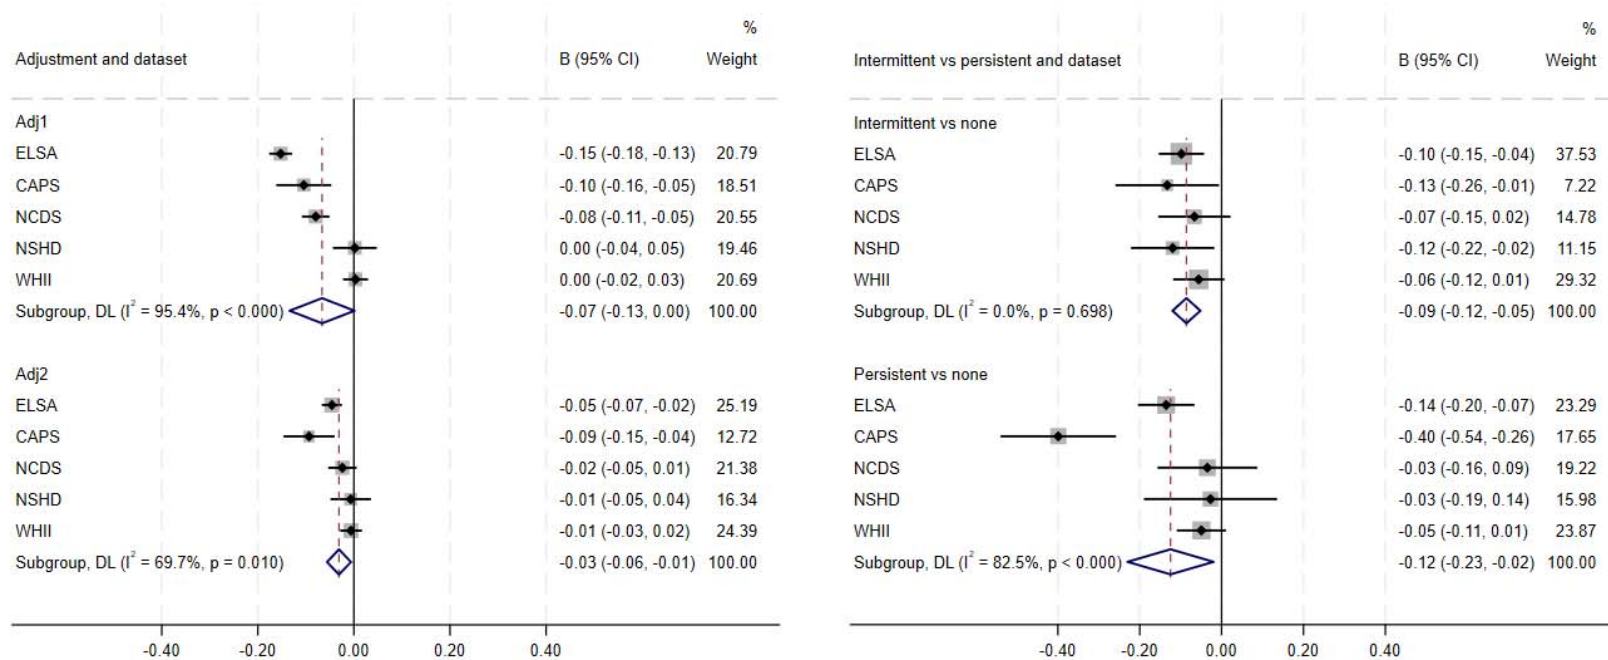 %
Adjustment and dataset B (95% CI) Weight
Adj1
ELSA -0.15 (-0.18, -0.13) 20.79
CAPS -0.10 (-0.16, -0.05) 18.51
NCDS -0.08 (-0.11, -0.05) 20.55
NSHD 0.00 (-0.04, 0.05) 19.46
WHII 0.00 (-0.02, 0.03) 20.69
Subgroup, DL (I² = 95.4%, p < 0.000) -0.07 (-0.13, 0.00) 100.00
Adj2
ELSA -0.05 (-0.07, -0.02) 25.19
CAPS -0.09 (-0.15, -0.04) 12.72
NCDS -0.02 (-0.05, 0.01) 21.38
NSHD -0.01 (-0.05, 0.04) 16.34
WHII -0.01 (-0.03, 0.02) 24.39
Subgroup, DL (I² = 69.7%, p = 0.010) -0.03 (-0.06, -0.01) 100.00
-0.40 -0.20 0.00 0.20 0.40
%
Intermittent vs persistent and dataset B (95% CI) Weight
Intermittent vs none
ELSA -0.10 (-0.15, -0.04) 37.53
CAPS -0.13 (-0.26, -0.01) 7.22
NCDS -0.07 (-0.15, 0.02) 14.78
NSHD -0.12 (-0.22, -0.02) 11.15
WHII -0.06 (-0.12, 0.01) 29.32
Subgroup, DL (I² = 0.0%, p = 0.698) -0.09 (-0.12, -0.05) 100.00
Persistent vs none
ELSA -0.14 (-0.20, -0.07) 23.29
CAPS -0.40 (-0.54, -0.26) 17.65
NCDS -0.03 (-0.16, 0.09) 19.22
NSHD -0.03 (-0.19, 0.14) 15.98
WHII -0.05 (-0.11, 0.01) 23.87
Subgroup, DL (I² = 82.5%, p < 0.000) -0.12 (-0.23, -0.02) 100.00
-0.40 -0.20 0.00 0.20 0.40